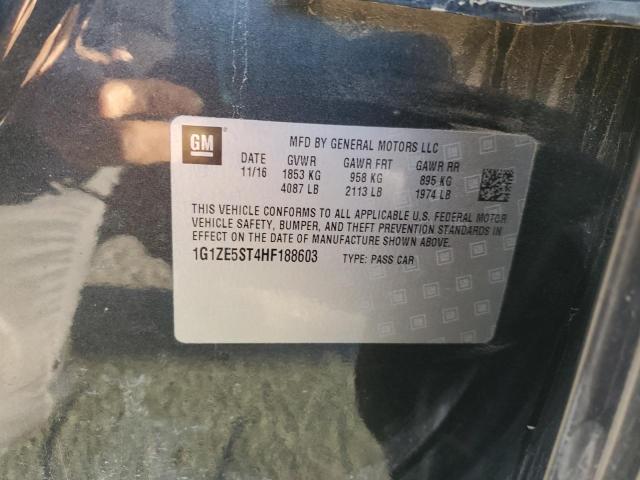 GM
MFD BY GENERAL MOTORS LLC
DATE GVWR GAWR FRT GAWR RR
11/16 1853 KG 958 KG 895 KG
4087 LB 2113 LB 1974 LB
THIS VEHICLE CONFORMS TO ALL APPLICABLE U.S. FEDERAL MOTOR
VEHICLE SAFETY, BUMPER, AND THEFT PREVENTION STANDARDS
IN EFFECT ON THE DATE OF MANUFACTURE SHOWN ABOVE.
1G1ZE5ST4HF188603 TYPE: PASS CAR